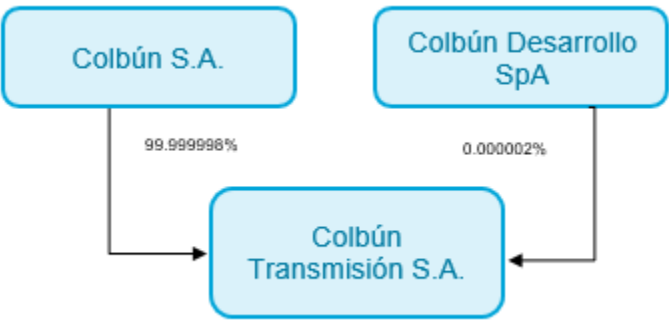 Colbún S.A.
Colbún Desarrollo
SpA
99.999998%
0.000002%
Colbún
Transmisión S.A.